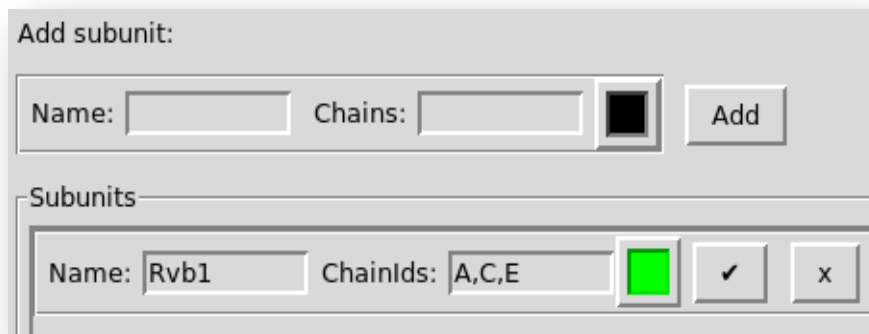 Add subunit:
Name: Chains: Add
Subunits
Name: Rvb1 ChainIds: A,C,E ✔ x